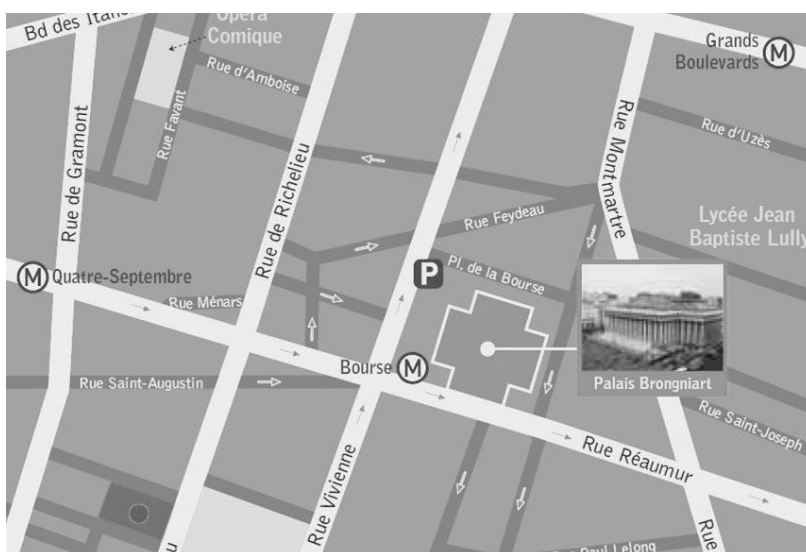 Bd des Ital
Opéra
Comique
Grands
Boulevards M
Rue d'Amboise
Rue Favant
Rue de Gramont
Rue de Richelieu
Rue Montmartre
Rue d'Uzès
Rue Feydeau
Lycée Jean
Baptiste Lully
M Quatre-Septembre
P
Pl. de la Bourse
Rue Ménars
Bourse M
Palais Brongniart
Rue Saint-Augustin
Rue Saint-Joseph
Rue Réaumur
Rue Vivienne
Rue
u
Paul Lelong